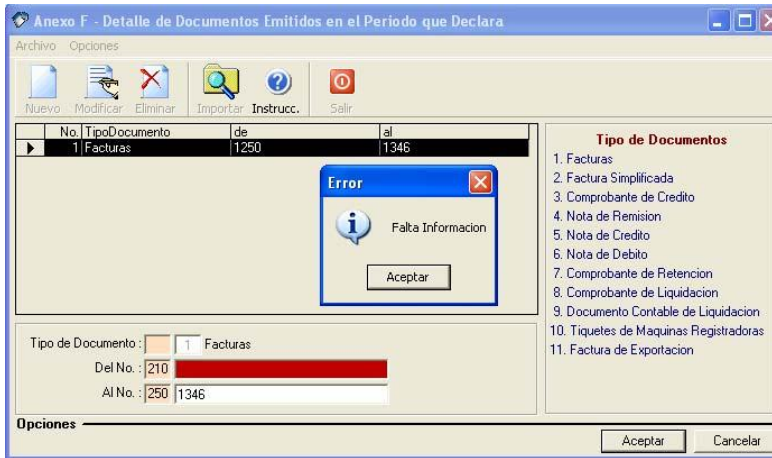 Anexo F - Detalle de Documentos Emitidos en el Periodo que Declara
Archivo Opciones
Nuevo Modificar Eliminar Importar Instrucc. Salir
No. TipoDocumento de al
1 Facturas 1250 1346
Error
Falta Informacion
Aceptar
Tipo de Documentos
1. Facturas
2. Factura Simplificada
3. Comprobante de Credito
4. Nota de Remision
5. Nota de Credito
6. Nota de Debito
7. Comprobante de Retencion
8. Comprobante de Liquidacion
9. Documento Contable de Liquidacion
10. Tiquetes de Maquinas Registradoras
11. Factura de Exportacion
Tipo de Documento : 1 Facturas
Del No. : 210
Al No. : 250 1346
Opciones
Aceptar Cancelar